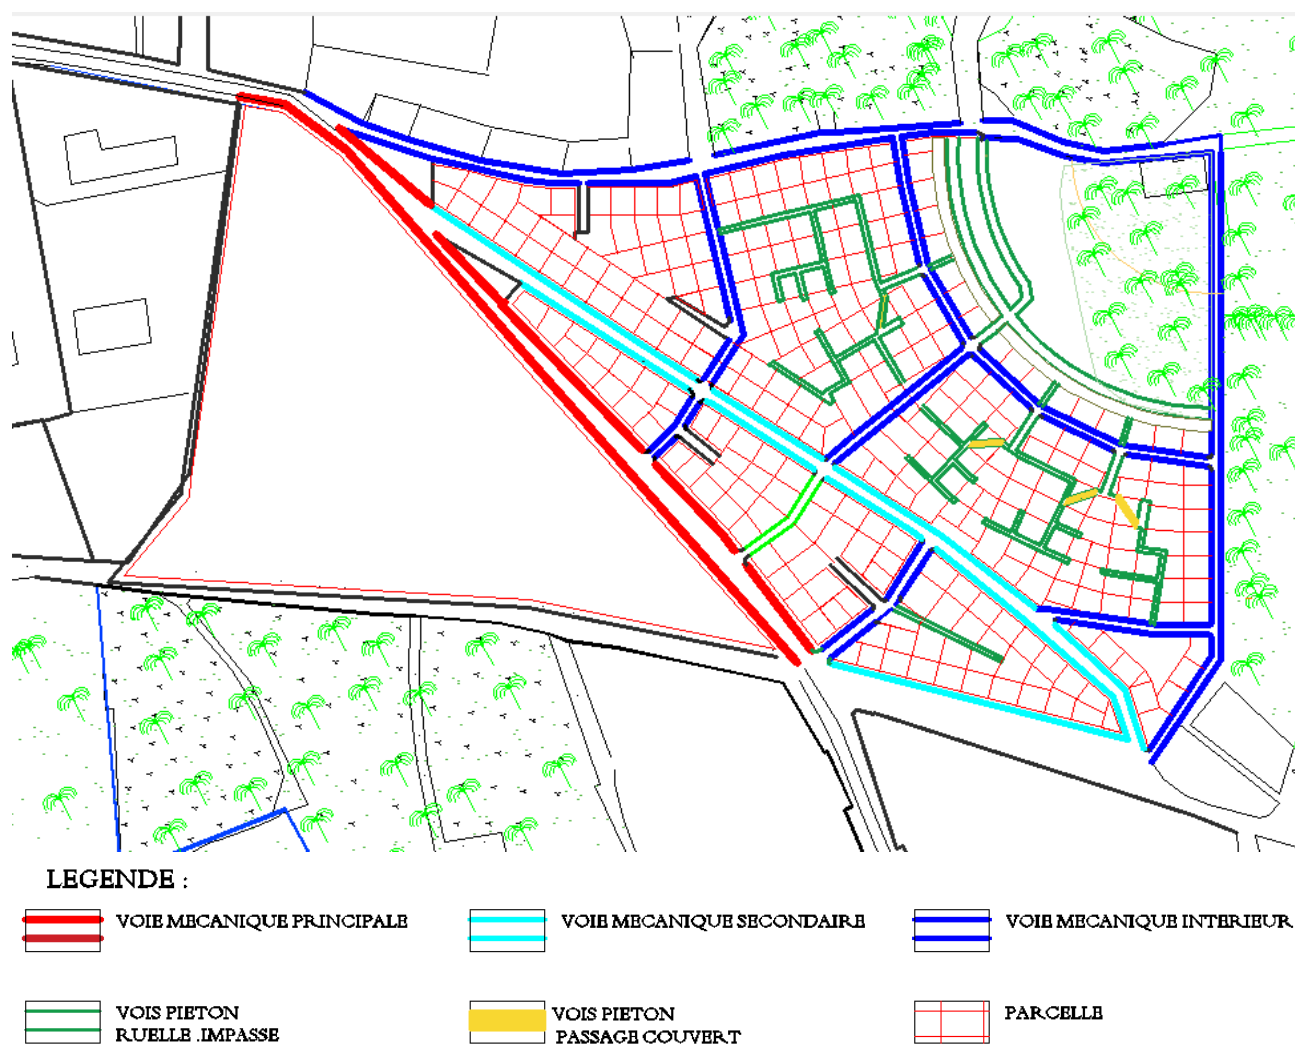 LEGENDE :
VOIE MECANIQUE PRINCIPALE
VOIE MECANIQUE SECONDAIRE
VOIE MECANIQUE INTERIEUR
VOIS PIETON
RUELLE .IMPASSE
VOIS PIETON
PASSAGE COUVERT
PARCELLE